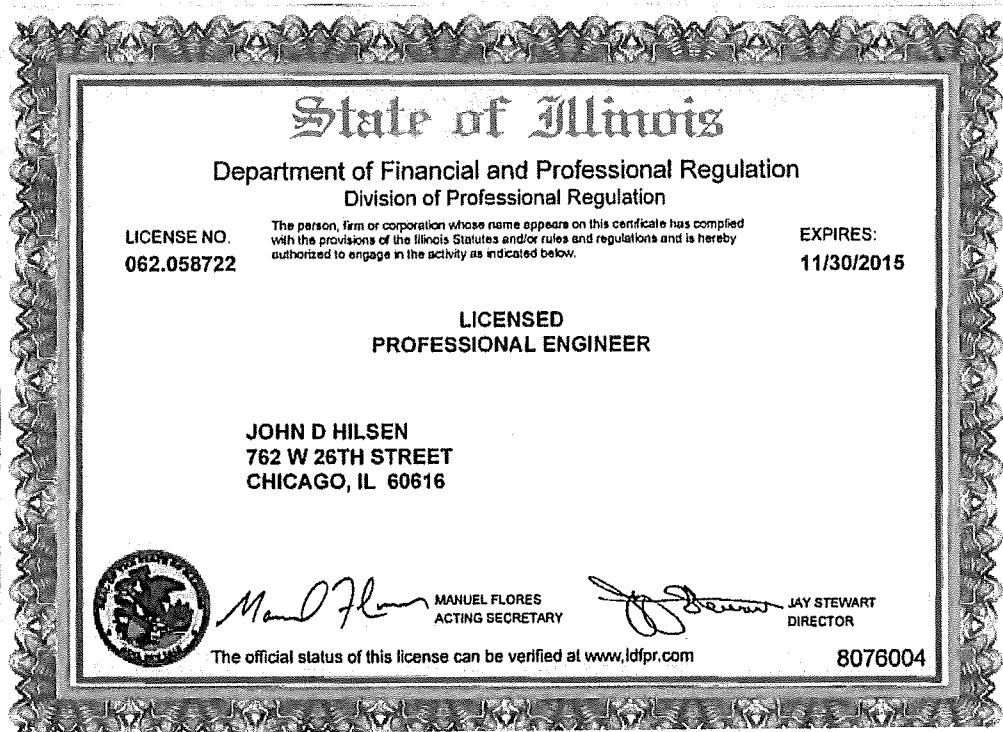 State of Illinois
Department of Financial and Professional Regulation
Division of Professional Regulation
LICENSE NO.
062.058722
The person, firm or corporation whose name appears on this certificate has complied
with the provisions of the Illinois Statutes and/or rules and regulations and is hereby
authorized to engage in the activity as indicated below.
EXPIRES:
11/30/2015
LICENSED
PROFESSIONAL ENGINEER
JOHN D HILSEN
762 W 26TH STREET
CHICAGO, IL 60616
MANUEL FLORES
ACTING SECRETARY
JAY STEWART
DIRECTOR
The official status of this license can be verified at www.idfpr.com
8076004